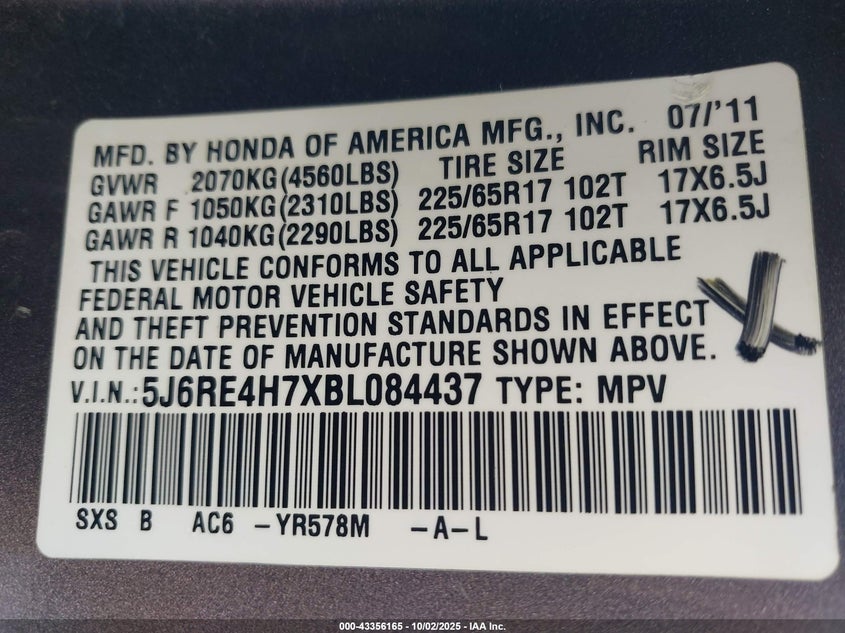 MFD. BY HONDA OF AMERICA MFG., INC. 07/'11
GVWR 2070KG(4560LBS) TIRE SIZE RIM SIZE
GAWR F 1050KG(2310LBS) 225/65R17 102T 17X6.5J
GAWR R 1040KG(2290LBS) 225/65R17 102T 17X6.5J
THIS VEHICLE CONFORMS TO ALL APPLICABLE
FEDERAL MOTOR VEHICLE SAFETY
AND THEFT PREVENTION STANDARDS IN EFFECT
ON THE DATE OF MANUFACTURE SHOWN ABOVE.
V.I.N.:5J6RE4H7XBL084437 TYPE: MPV
SXS B AC6 -YR578M -A-L
000-43356165 - 10/02/2025 - IAA Inc.